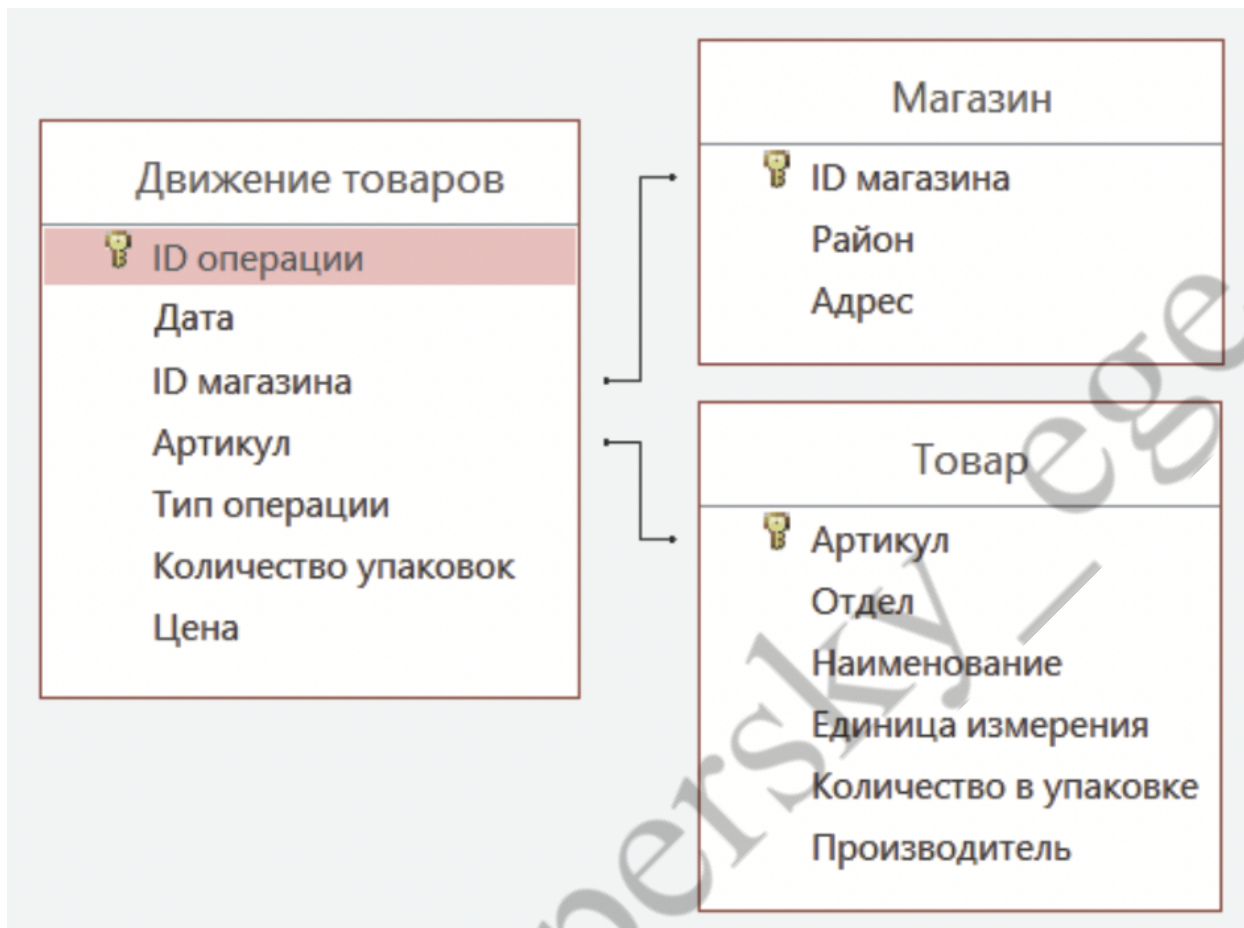 Движение товаров
ID операции
Дата
ID магазина
Артикул
Тип операции
Количество упаковок
Цена
Магазин
ID магазина
Район
Адрес
Товар
Артикул
Отдел
Наименование
Единица измерения
Количество в упаковке
Производитель
persky_ege